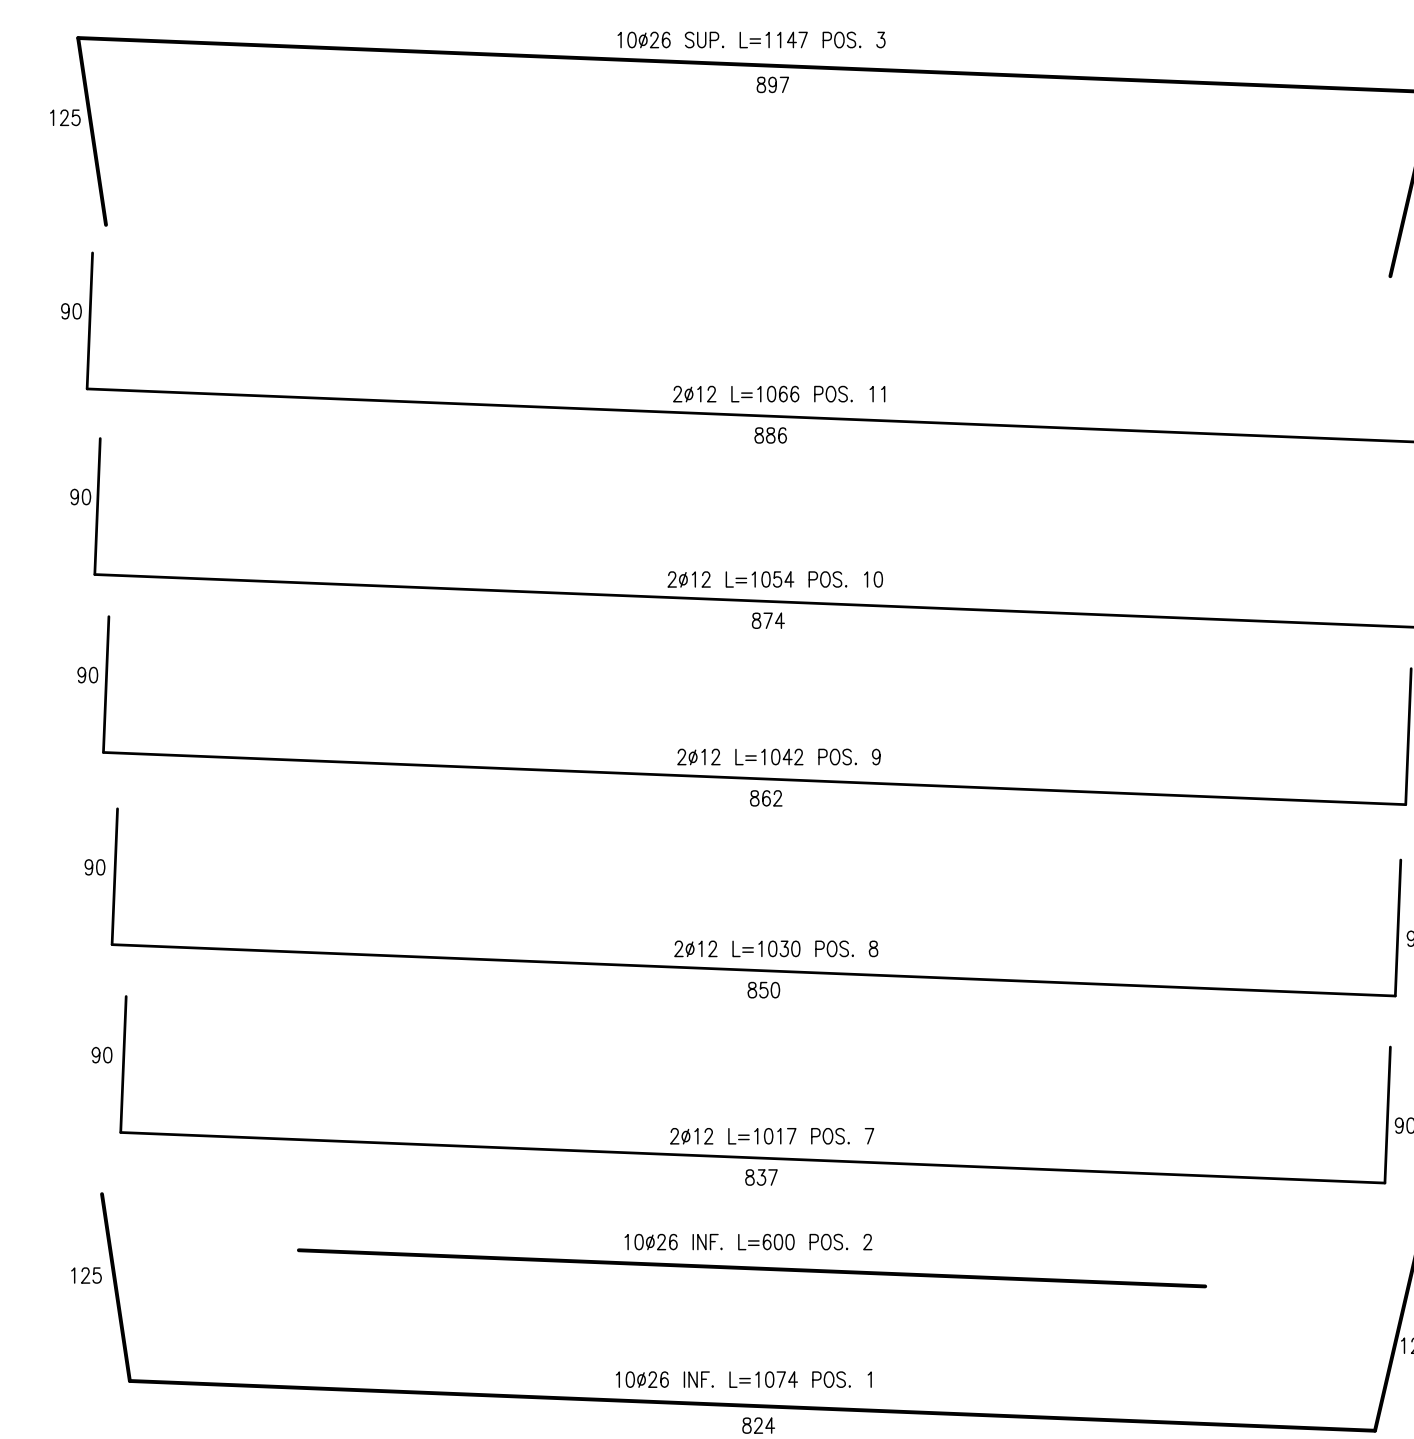 10ø26 SUP. L=1147 POS. 3
897
125
90
2ø12 L=1066 POS. 11
886
90
2ø12 L=1054 POS. 10
874
90
2ø12 L=1042 POS. 9
862
90
2ø12 L=1030 POS. 8
850
90
2ø12 L=1017 POS. 7
90
837
10ø26 INF. L=600 POS. 2
125
10ø26 INF. L=1074 POS. 1
824